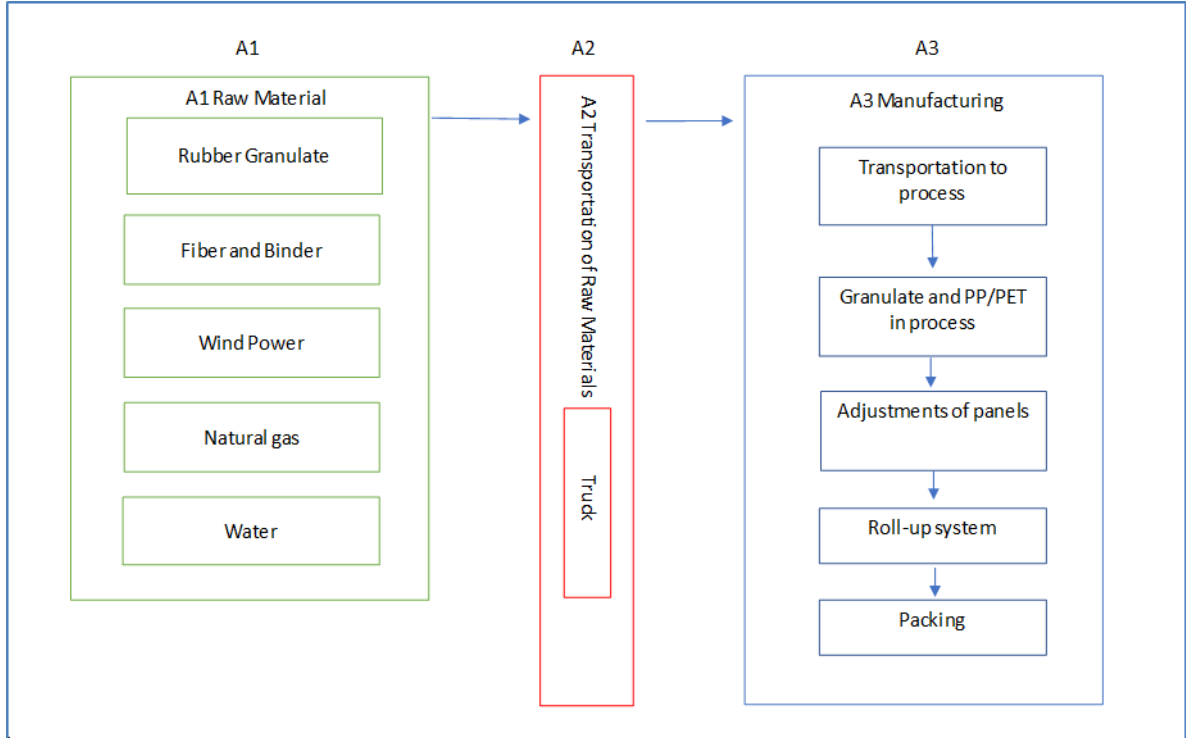 A1
A2
A3
A1 Raw Material
Rubber Granulate
Fiber and Binder
Wind Power
Natural gas
Water
A2 Transportation of Raw Materials
Truck
A3 Manufacturing
Transportation to
process
Granulate and PP/PET
in process
Adjustments of panels
Roll-up system
Packing